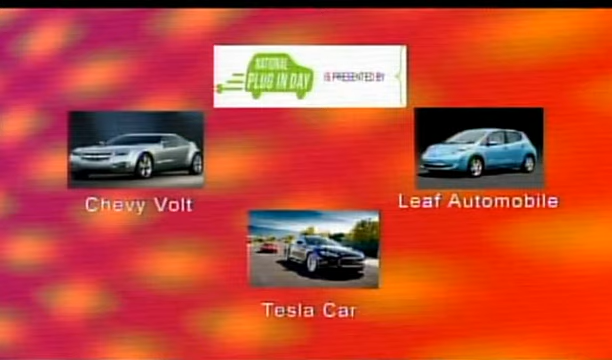 NATIONAL
PLUG IN DAY
IS PRESENTED BY
Chevy Volt
Leaf Automobile
Tesla Car